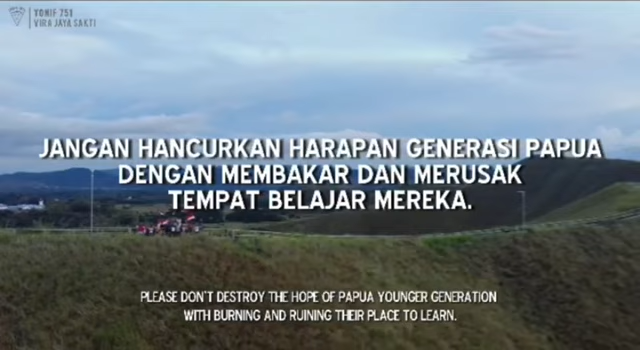 YONIF 751
VIRA JAYA SAKTI
JANGAN HANCURKAN HARAPAN GENERASI PAPUA
DENGAN MEMBAKAR DAN MERUSAK
TEMPAT BELAJAR MEREKA.
PLEASE DON'T DESTROY THE HOPE OF PAPUA YOUNGER GENERATION
WITH BURNING AND RUINING THEIR PLACE TO LEARN.